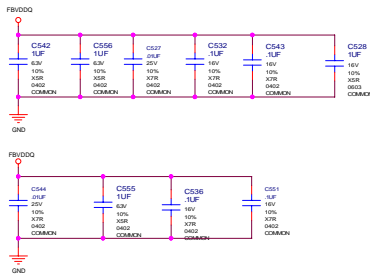 FBVDDQ
C542
1UF
63V
10%
X5R
0402
COMMON
C556
1UF
63V
10%
X5R
0402
COMMON
C527
.01UF
25V
10%
X7R
0402
COMMON
C532
.1UF
16V
10%
X7R
0402
COMMON
C543
.1UF
16V
10%
X7R
0402
COMMON
C528
1UF
16V
10%
X5R
0603
COMMON
GND
FBVDDQ
C544
.01UF
25V
10%
X7R
0402
COMMON
C555
1UF
63V
10%
X5R
0402
COMMON
C536
.1UF
16V
10%
X7R
0402
COMMON
C551
.1UF
16V
10%
X7R
0402
COMMON
GND